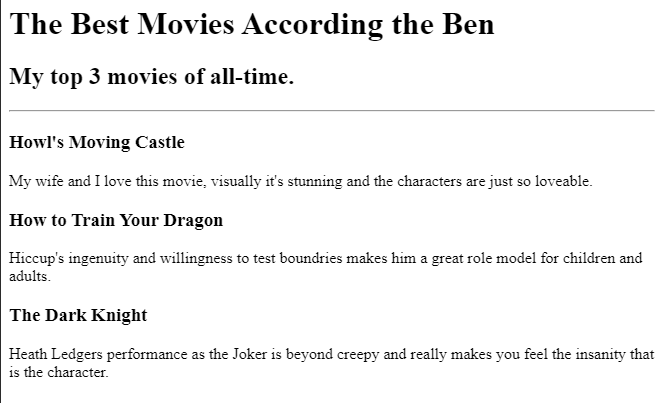 The Best Movies According the Ben
My top 3 movies of all-time.
Howl's Moving Castle
My wife and I love this movie, visually it's stunning and the characters are just so loveable.
How to Train Your Dragon
Hiccup's ingenuity and willingness to test boundries makes him a great role model for children and
adults.
The Dark Knight
Heath Ledgers performance as the Joker is beyond creepy and really makes you feel the insanity that
is the character.